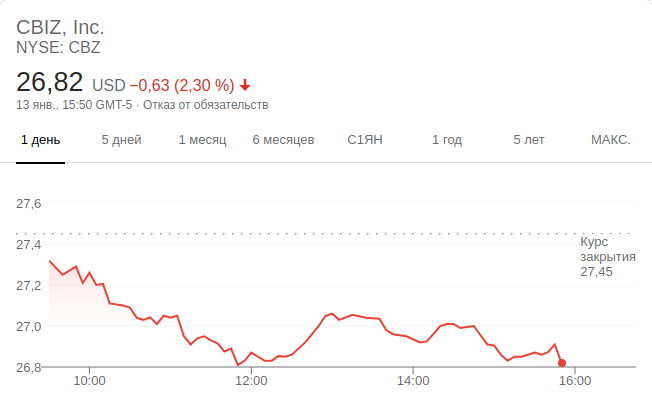 CBIZ, Inc.
NYSE: CBZ
26,82 USD −0,63 (2,30 %)
13 янв., 15:50 GMT-5 · Отказ от обязательств
1 день 5 дней 1 месяц 6 месяцев С1ЯН 1 год 5 лет МАКС.
27,6
27,4
Курс
закрытия
27,45
27,2
27,0
26,8
10:00 12:00 14:00 16:00